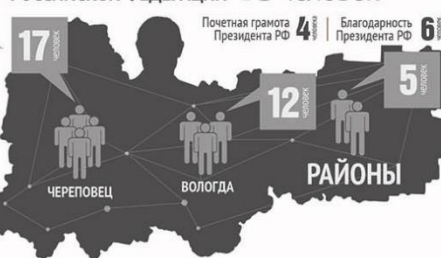 Почетная грамота
Президента РФ 4 человека
Благодарность
Президента РФ 6
17 человек
12 человек
5 человек
ЧЕРЕПОВЕЦ
ВОЛОГДА
РАЙОНЫ